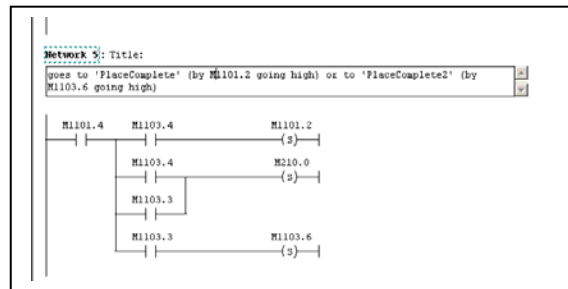 Network 5: Title:
goes to 'PlaceComplete' (by M1101.2 going high) or to 'PlaceComplete2' (by
M1103.6 going high)
M1101.4 M1103.4 M1101.2
(S)
M1103.4 M210.0
(S)
M1103.3
M1103.3 M1103.6
(S)